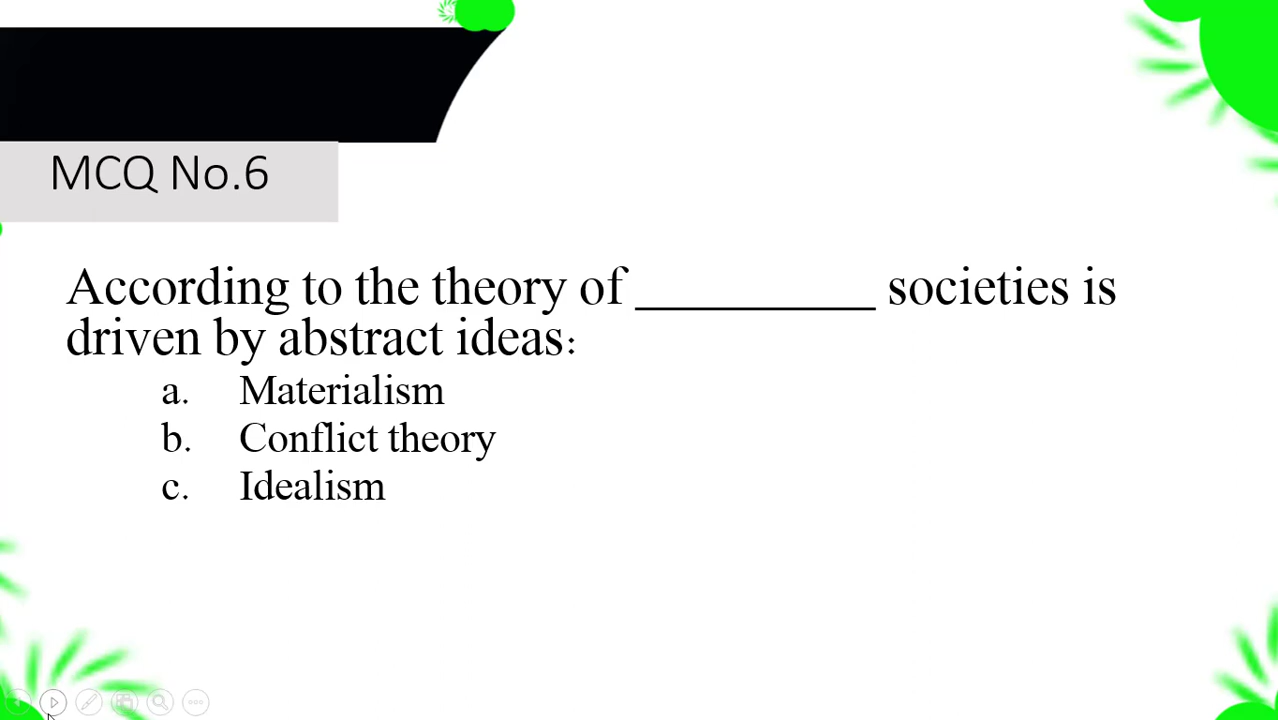 MCQ No.6
According to the theory of __________ societies is
driven by abstract ideas:
a. Materialism
b. Conflict theory
c. Idealism